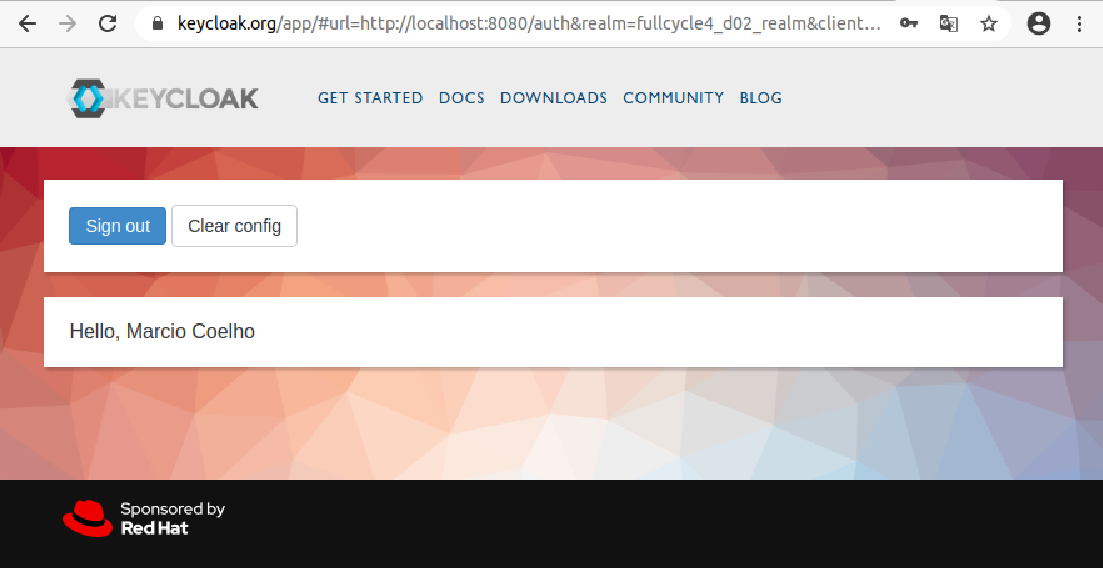 keycloak.org/app/#url=http://localhost:8080/auth&realm=fullcycle4_d02_realm&client...
KEYCLOAK GET STARTED DOCS DOWNLOADS COMMUNITY BLOG
Sign out Clear config
Hello, Marcio Coelho
Sponsored by
Red Hat